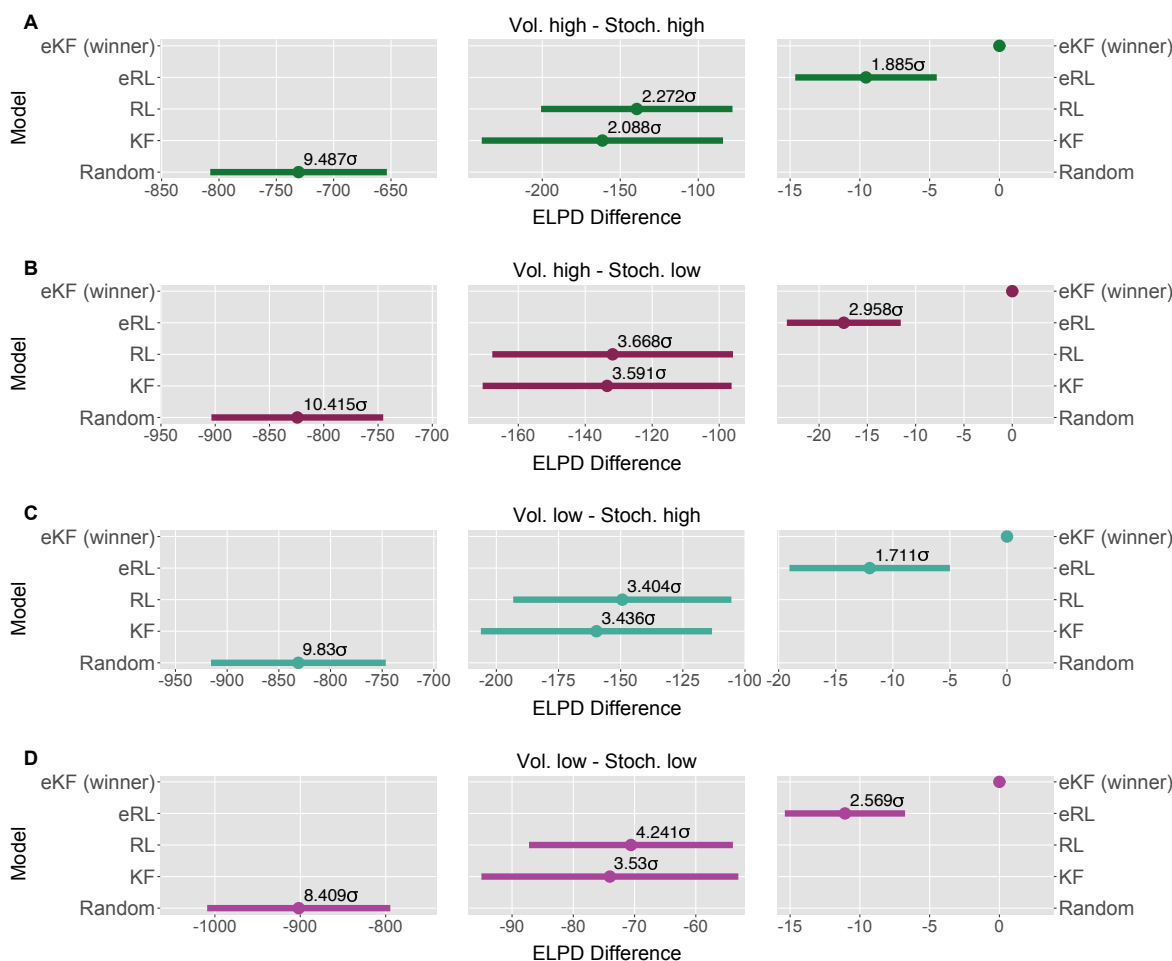 A
Vol. high - Stoch. high
eKF (winner)
eKF (winner)
eRL
1.885σ
eRL
RL
2.272σ
RL
KF
2.088σ
KF
Random
9.487σ
Random
Model
-850 -800 -750 -700 -650
-200 -150 -100
-15 -10 -5 0
ELPD Difference
B
Vol. high - Stoch. low
eKF (winner)
eKF (winner)
eRL
2.958σ
eRL
RL
3.668σ
RL
KF
3.591σ
KF
Random
10.415σ
Random
Model
-950 -900 -850 -800 -750 -700
-160 -140 -120 -100
-20 -15 -10 -5 0
ELPD Difference
C
Vol. low - Stoch. high
eKF (winner)
eKF (winner)
eRL
1.711σ
eRL
RL
3.404σ
RL
KF
3.436σ
KF
Random
9.83σ
Random
Model
-950 -900 -850 -800 -750 -700
-200 -175 -150 -125 -100
-20 -15 -10 -5 0
ELPD Difference
D
Vol. low - Stoch. low
eKF (winner)
eKF (winner)
eRL
2.569σ
eRL
RL
4.241σ
RL
KF
3.53σ
KF
Random
8.409σ
Random
Model
-1000 -900 -800
-90 -80 -70 -60
-15 -10 -5 0
ELPD Difference